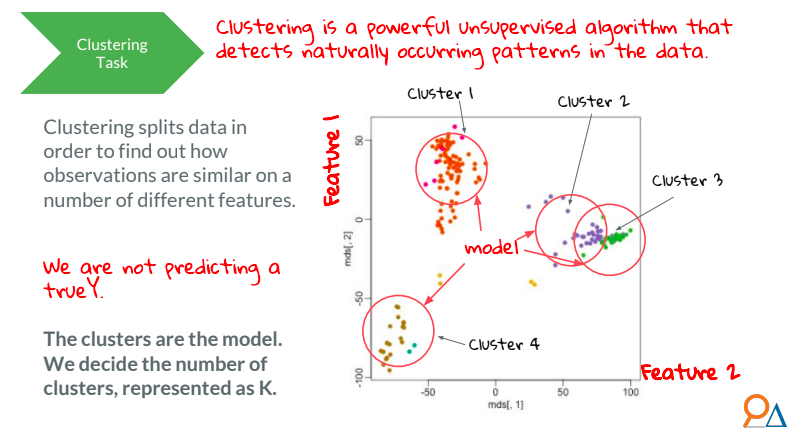 Clustering
Task
Clustering is a powerful unsupervised algorithm that
detects naturally occurring patterns in the data.
Clustering splits data in
order to find out how
observations are similar on a
number of different features.
We are not predicting a
trueY.
The clusters are the model.
We decide the number of
clusters, represented as K.
Cluster 1
Cluster 2
Cluster 3
Cluster 4
model
Feature 1
mds[, 2]
50
0
-50
-100
-50
0
50
100
mds[, 1]
Feature 2